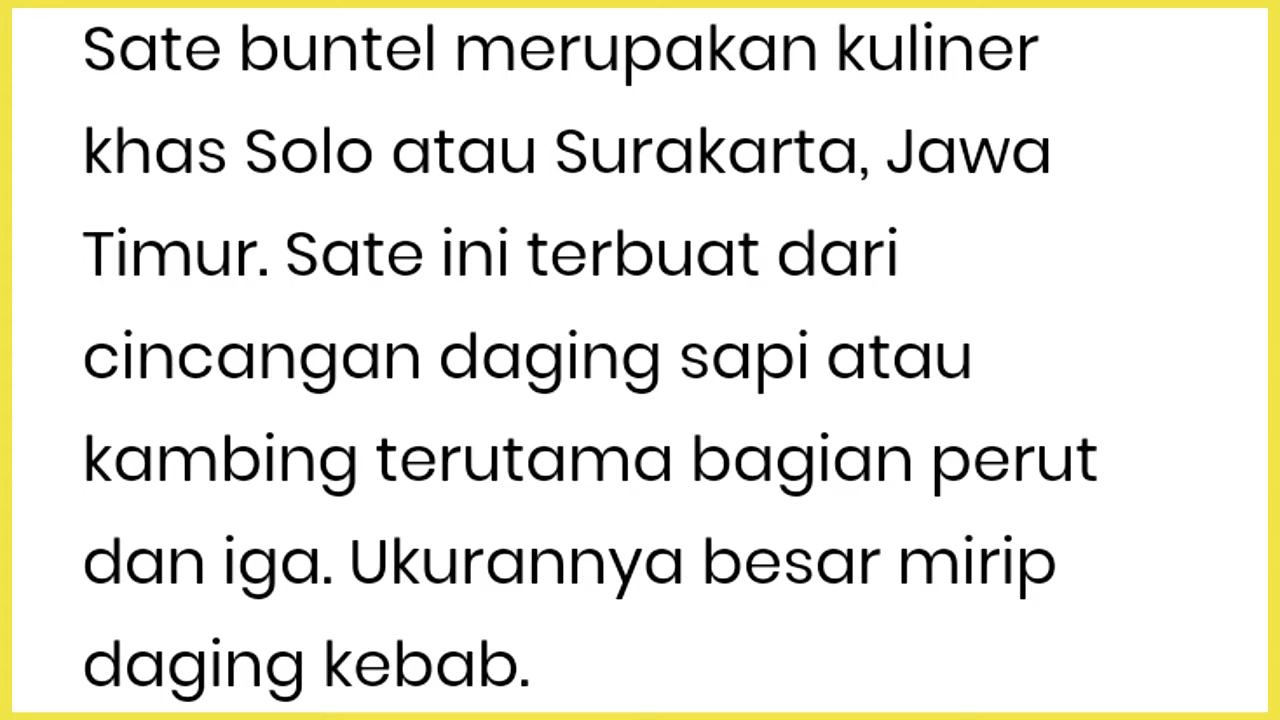 Sate buntel merupakan kuliner
khas Solo atau Surakarta, Jawa
Timur. Sate ini terbuat dari
cincangan daging sapi atau
kambing terutama bagian perut
dan iga. Ukurannya besar mirip
daging kebab.